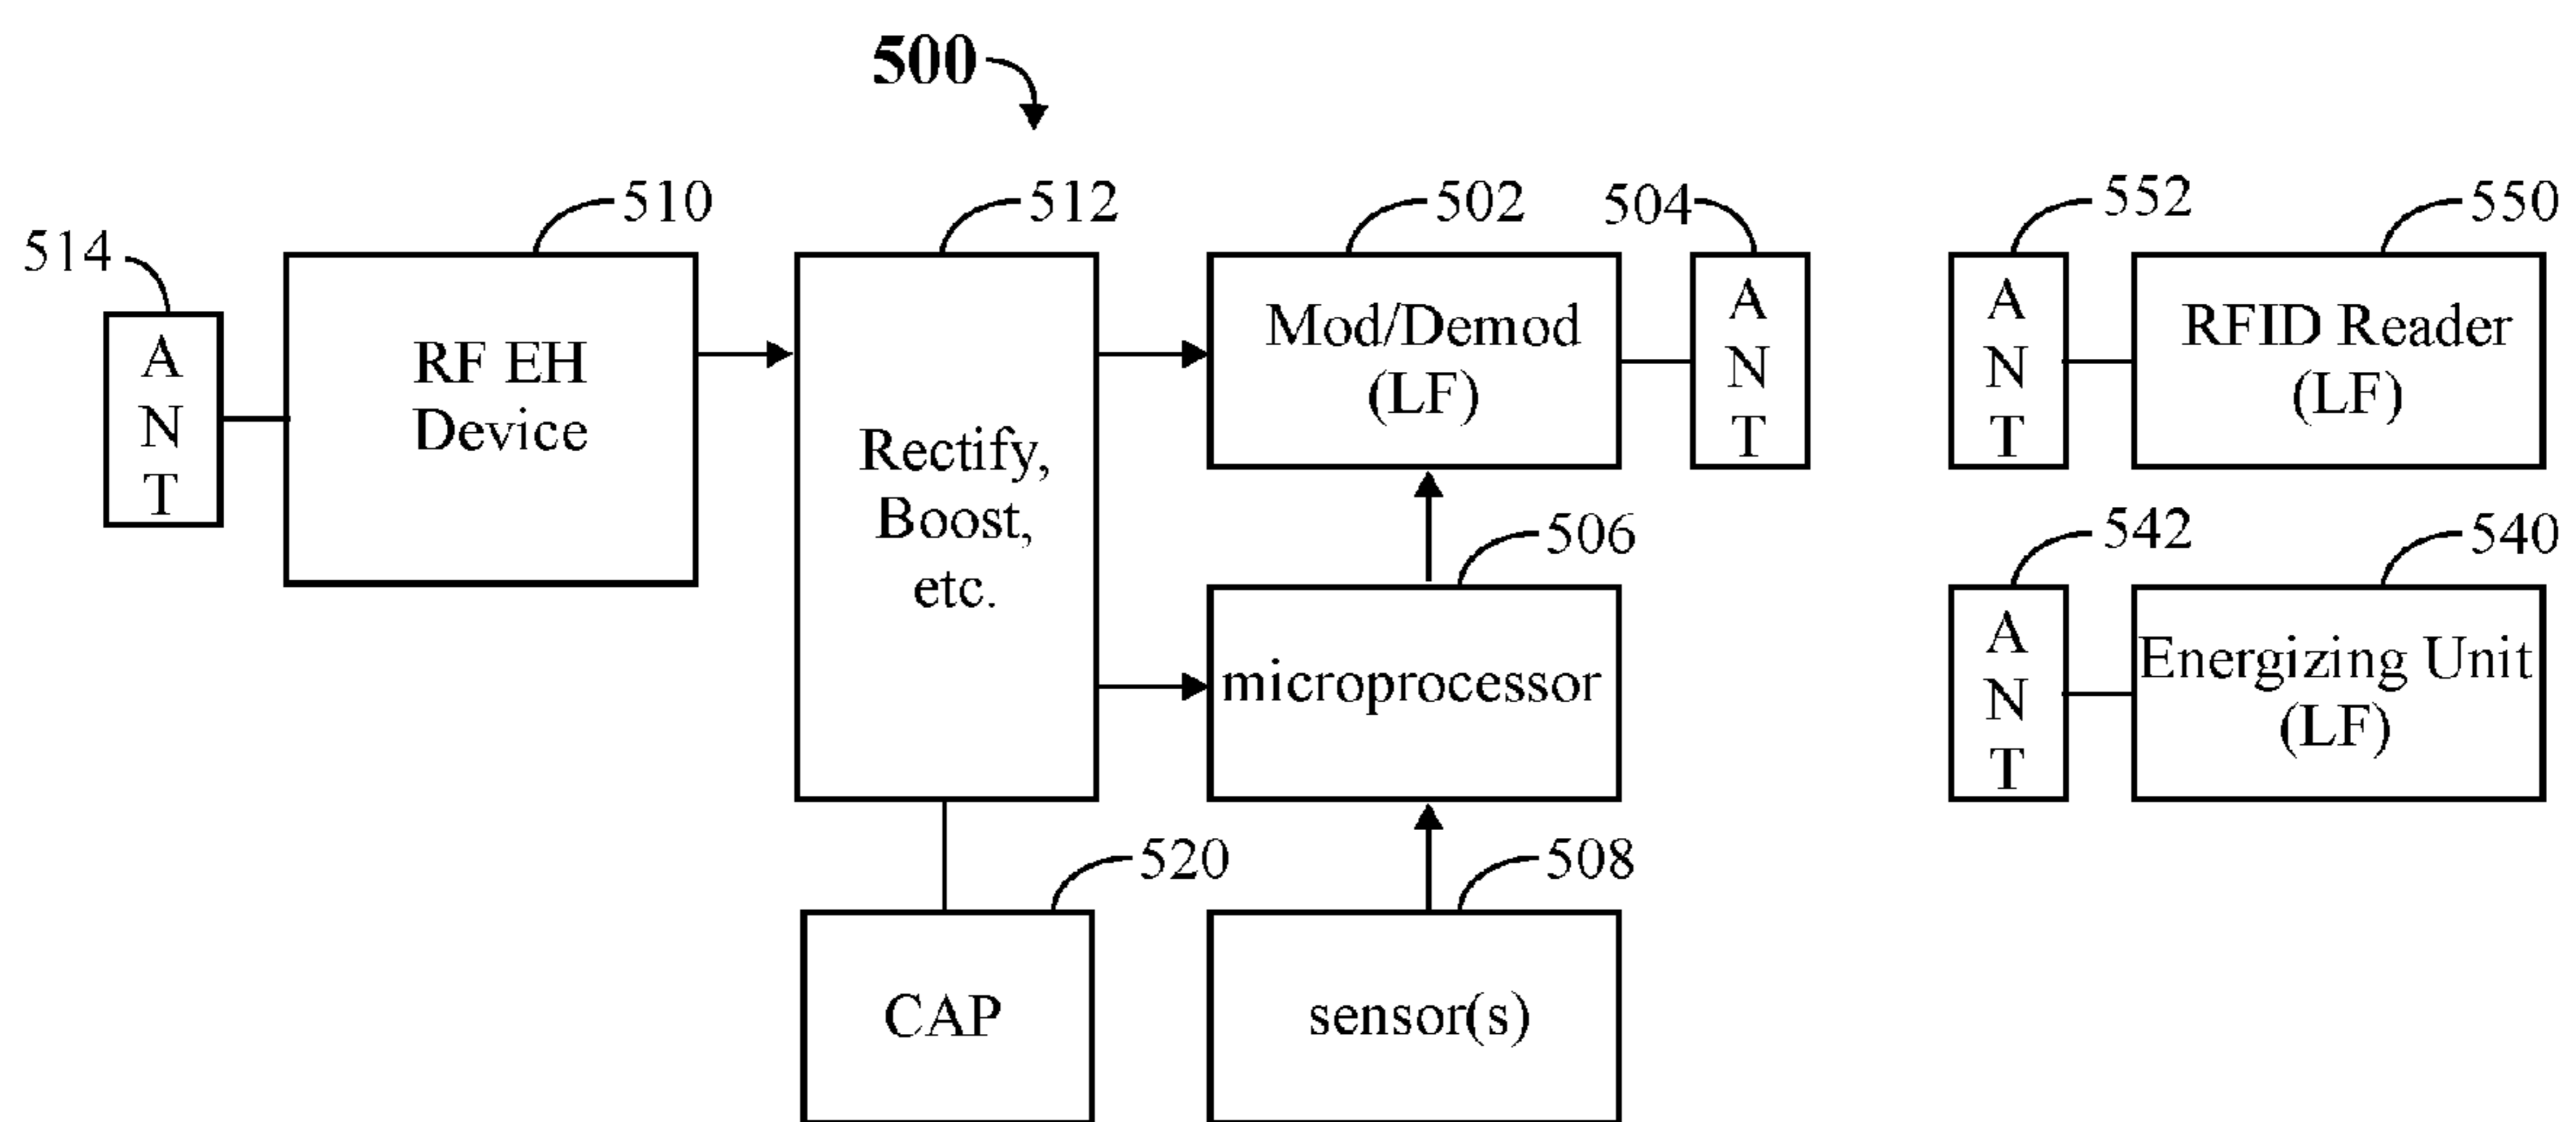 500
514
510
512
502
504
552
550
A
N
T
RF EH
Device
Rectify,
Boost,
etc.
Mod/Demod
(LF)
A
N
T
A
N
T
RFID Reader
(LF)
506
542
540
microprocessor
A
N
T
Energizing Unit
(LF)
520
508
CAP
sensor(s)